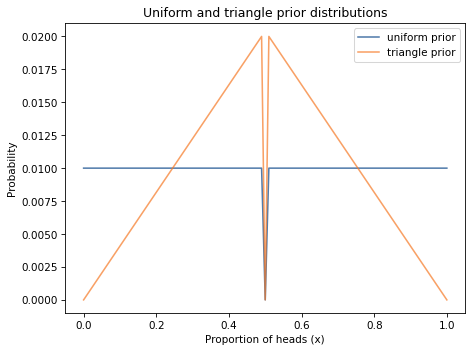 Uniform and triangle prior distributions
uniform prior
triangle prior
Probability
0.0200
0.0175
0.0150
0.0125
0.0100
0.0075
0.0050
0.0025
0.0000
0.0 0.2 0.4 0.6 0.8 1.0
Proportion of heads (x)